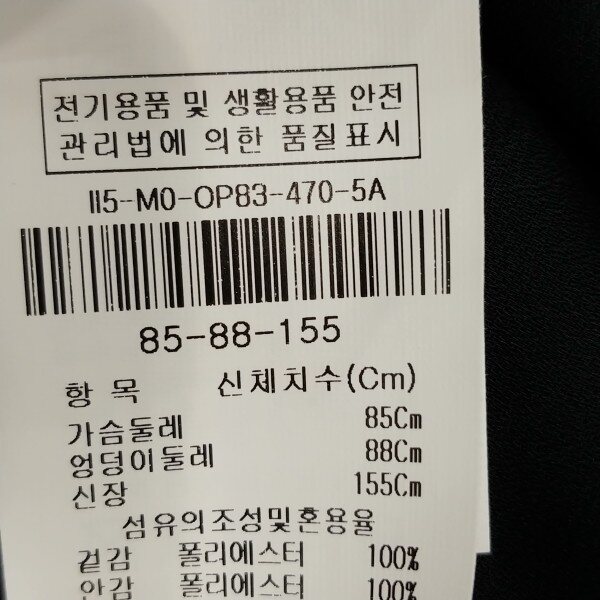 전기용품 및 생활용품 안전
관리법에 의한 품질표시
II5-M0-OP83-470-5A
85-88-155
항 목 신체치수(Cm)
가슴둘레 85Cm
엉덩이둘레 88Cm
신장 155Cm
섬유의조성및혼용율
겉감 폴리에스터 100%
안감 폴리에스터 100%